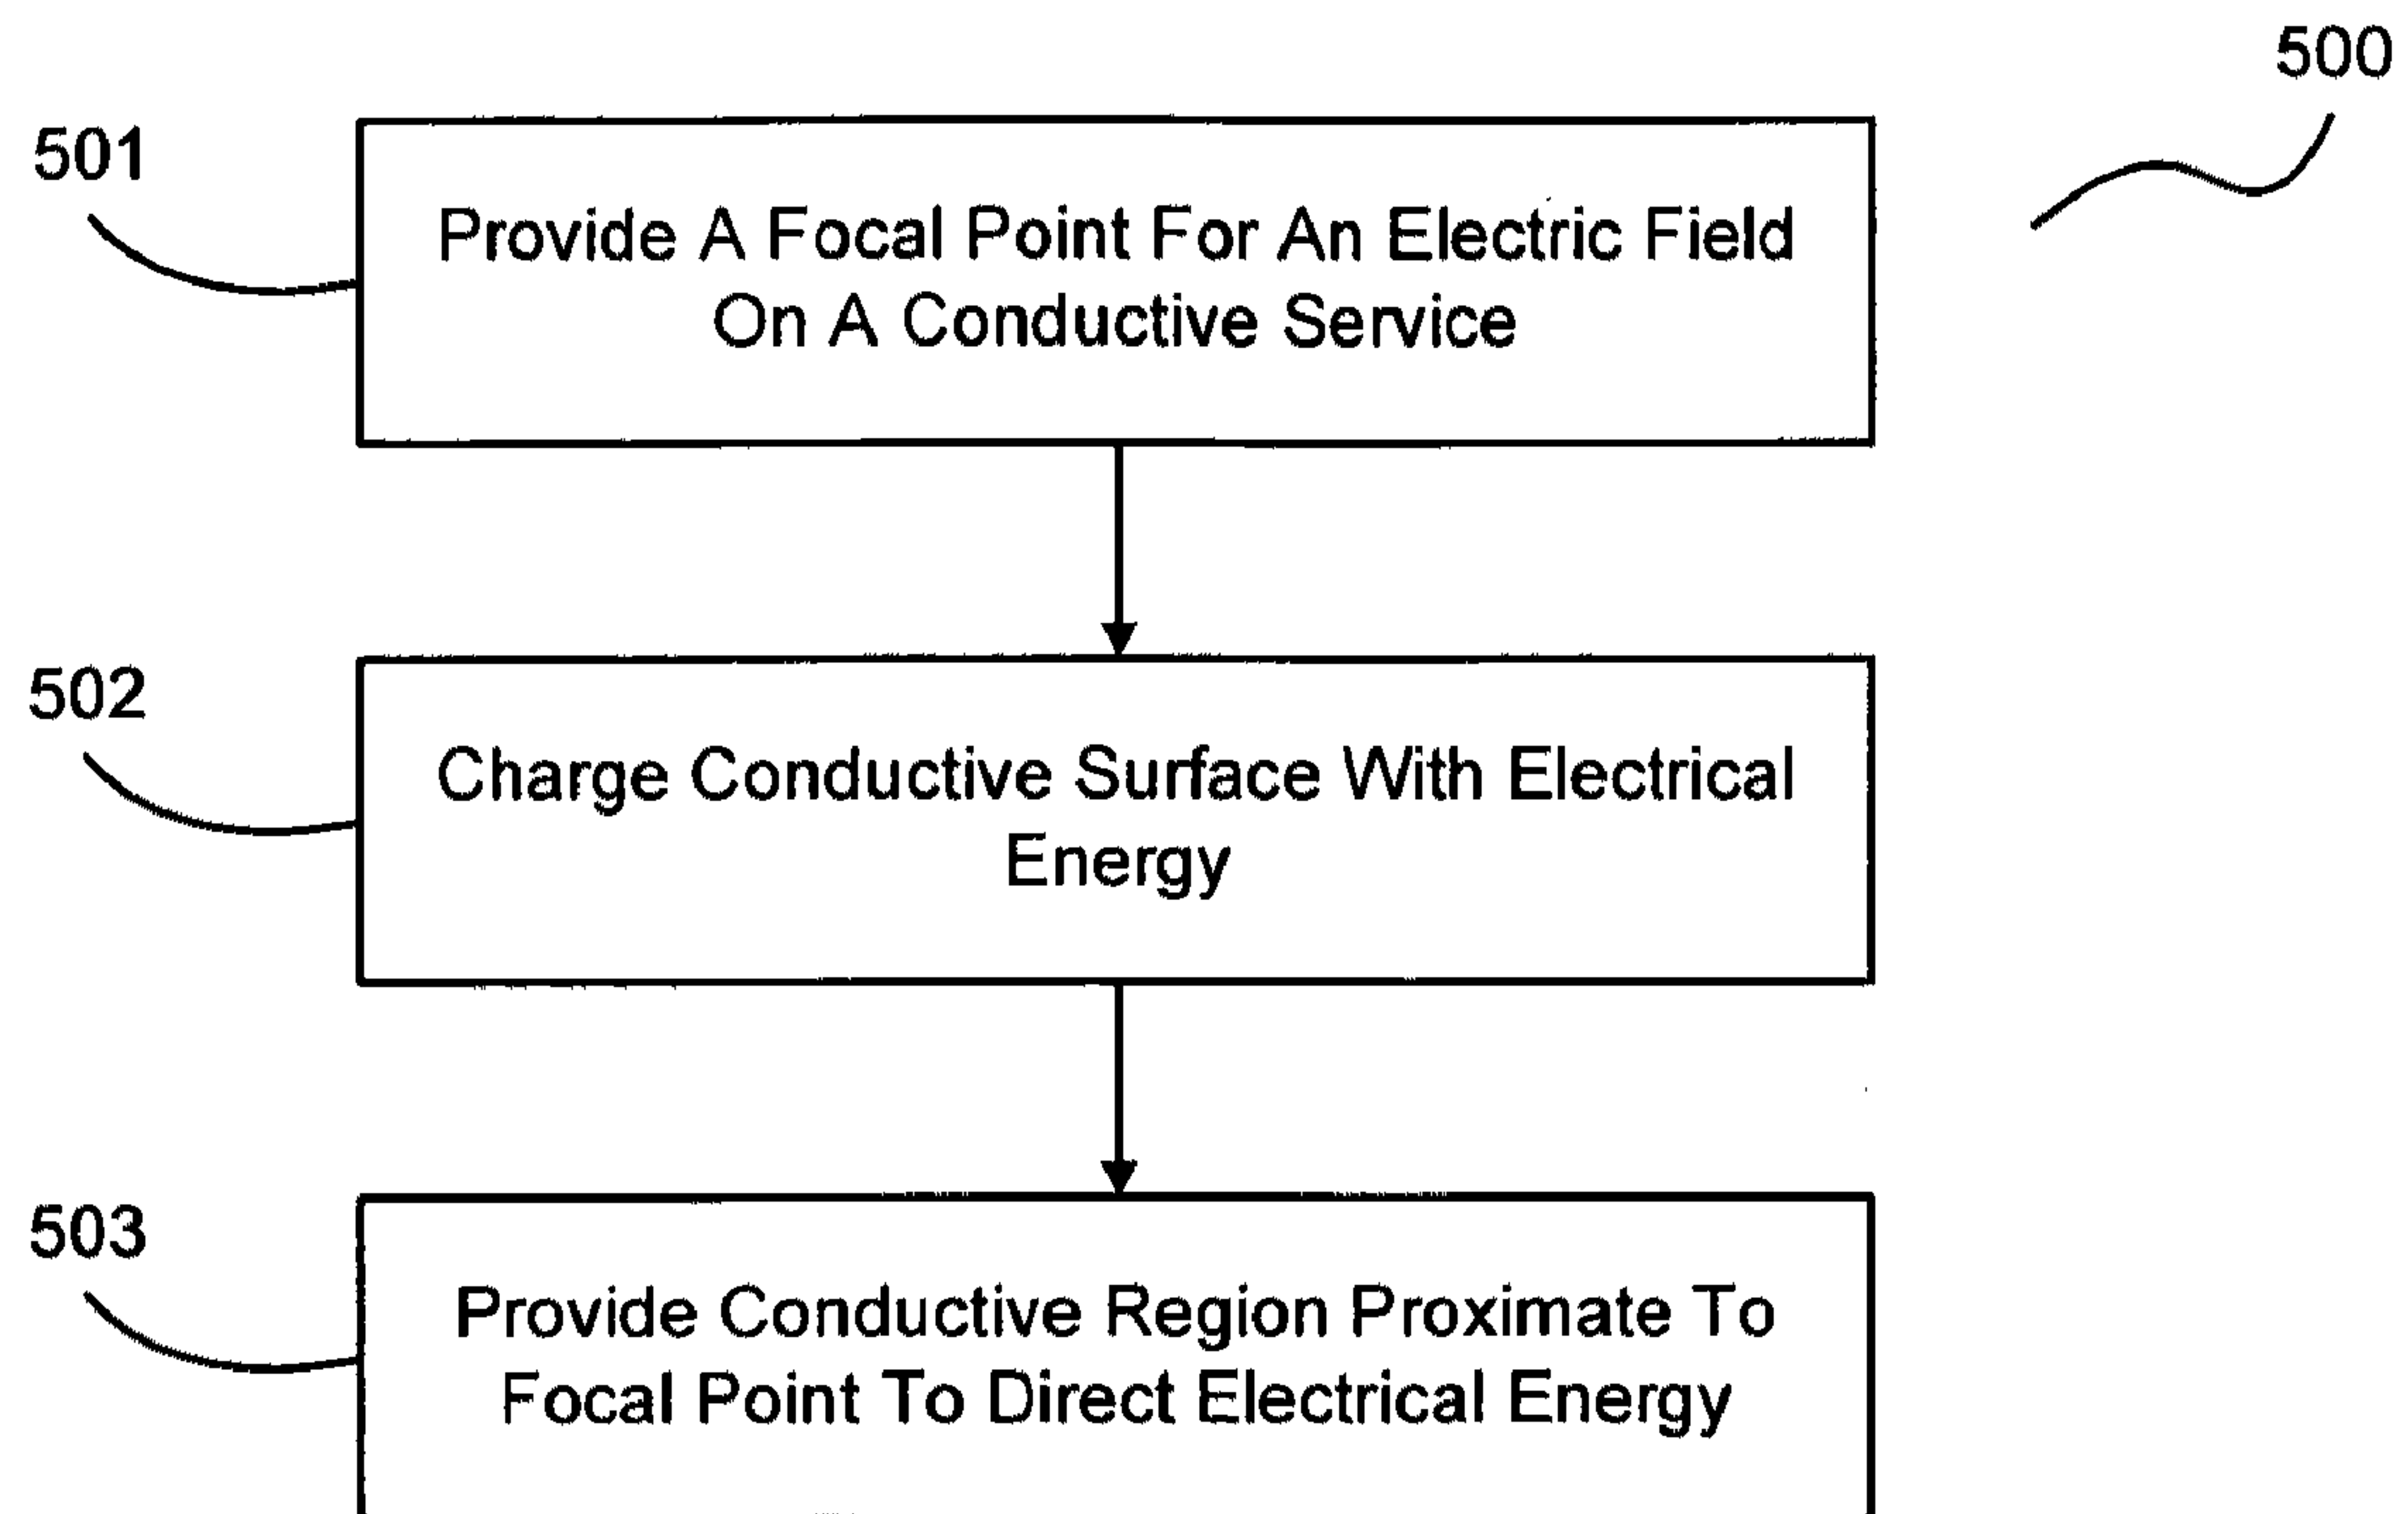 500
501
Provide A Focal Point For An Electric Field
On A Conductive Service
502
Charge Conductive Surface With Electrical
Energy
503
Provide Conductive Region Proximate To
Focal Point To Direct Electrical Energy